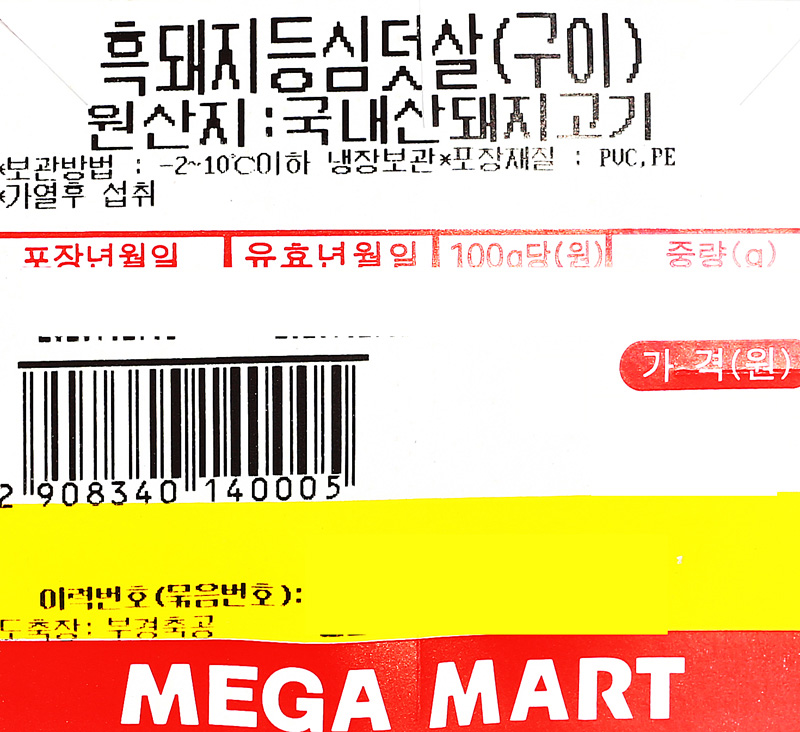 흑돼지등심덧살(구이)
원산지:국내산돼지고기
*보관방법 : -2~10℃이하 냉장보관*포장재질 : PVC,PE
*가열후 섭취
포장년월일 유효년월일 100g당(원) 중량(g)
가 격(원)
2 908340 140005
이력번호(묶음번호):
도축장: 부경축공
MEGA MART